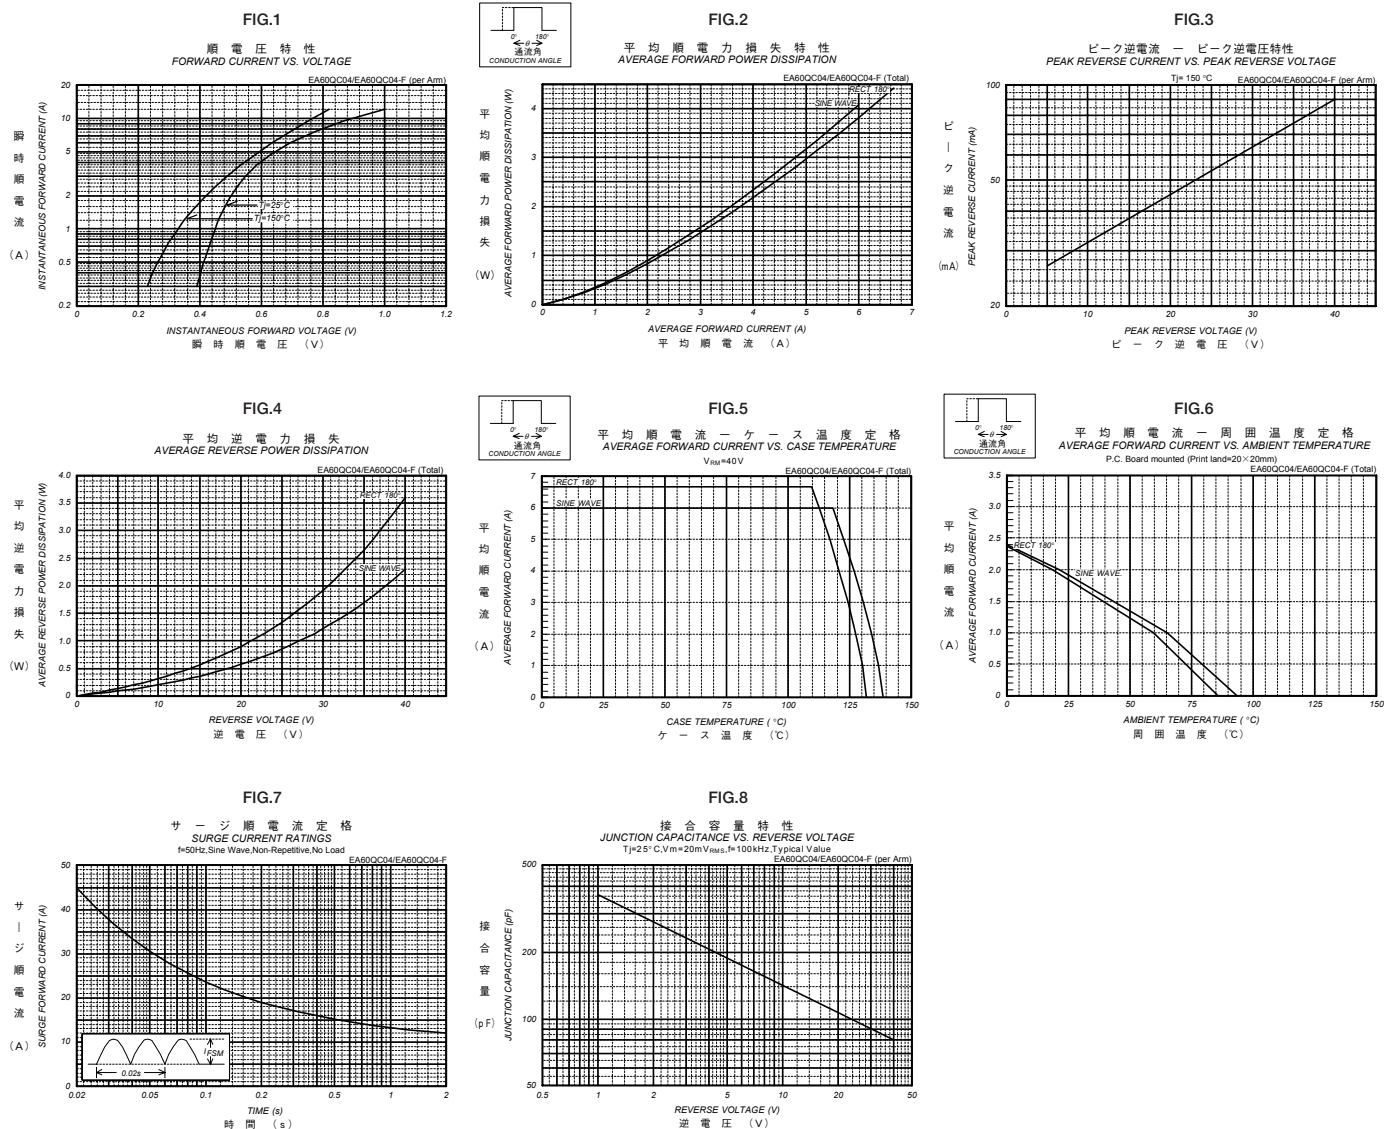 FIG.1
順電圧特性
FORWARD CURRENT VS. VOLTAGE
EA60QC04/EA60QC04-F (per Arm)
瞬時順電流 (A)
INSTANTANEOUS FORWARD CURRENT (A)
20
10
5
2
1
0.5
0.2
Tj=25°C
Tj=150°C
0 0.2 0.4 0.6 0.8 1.0 1.2
INSTANTANEOUS FORWARD VOLTAGE (V)
瞬時順電圧 (V)
0° 180°
θ
通流角
CONDUCTION ANGLE
FIG.2
平均順電力損失特性
AVERAGE FORWARD POWER DISSIPATION
EA60QC04/EA60QC04-F (Total)
平均順電力損失 (W)
AVERAGE FORWARD POWER DISSIPATION (W)
RECT 180°
SINE WAVE
4
3
2
1
0
0 1 2 3 4 5 6 7
AVERAGE FORWARD CURRENT (A)
平均順電流 (A)
FIG.3
ピーク逆電流 ー ピーク逆電圧特性
PEAK REVERSE CURRENT VS. PEAK REVERSE VOLTAGE
Tj= 150 °C
EA60QC04/EA60QC04-F (per Arm)
ピーク逆電流 (mA)
PEAK REVERSE CURRENT (mA)
100
50
20
0 10 20 30 40
PEAK REVERSE VOLTAGE (V)
ピーク逆電圧 (V)
FIG.4
平均逆電力損失
AVERAGE REVERSE POWER DISSIPATION
EA60QC04/EA60QC04-F (Total)
平均逆電力損失 (W)
AVERAGE REVERSE POWER DISSIPATION (W)
4.0
3.5
3.0
2.5
2.0
1.5
1.0
0.5
0
RECT 180°
SINE WAVE
0 10 20 30 40
REVERSE VOLTAGE (V)
逆電圧 (V)
0° 180°
θ
通流角
CONDUCTION ANGLE
FIG.5
平均順電流ーケース温度定格
AVERAGE FORWARD CURRENT VS. CASE TEMPERATURE
VRM=40V
EA60QC04/EA60QC04-F (Total)
平均順電流 (A)
AVERAGE FORWARD CURRENT (A)
7
6
5
4
3
2
1
0
RECT 180°
SINE WAVE
0 25 50 75 100 125 150
CASE TEMPERATURE ( °C)
ケース温度 (℃)
0° 180°
θ
通流角
CONDUCTION ANGLE
FIG.6
平均順電流ー周囲温度定格
AVERAGE FORWARD CURRENT VS. AMBIENT TEMPERATURE
P.C. Board mounted (Print land=20×20mm)
EA60QC04/EA60QC04-F (Total)
平均順電流 (A)
AVERAGE FORWARD CURRENT (A)
3.5
3.0
2.0
1.5
1.0
0.5
0
RECT 180°
SINE WAVE
0 25 50 75 100 125 150
AMBIENT TEMPERATURE ( °C)
周囲温度 (℃)
FIG.7
サージ順電流定格
SURGE CURRENT RATINGS
f=50Hz,Sine Wave,Non-Repetitive,No Load
EA60QC04/EA60QC04-F
サージ順電流 (A)
SURGE FORWARD CURRENT (A)
50
40
30
20
10
0
IFSM
0.02s
0.02 0.05 0.1 0.2 0.5 1 2
TIME (s)
時間 (s)
FIG.8
接合容量特性
JUNCTION CAPACITANCE VS. REVERSE VOLTAGE
Tj=25°C,Vm=20mVRMS,f=100kHz,Typical Value
EA60QC04/EA60QC04-F (per Arm)
接合容量 (pF)
JUNCTION CAPACITANCE (pF)
500
200
100
50
0.5 1 2 5 10 20 50
REVERSE VOLTAGE (V)
逆電圧 (V)